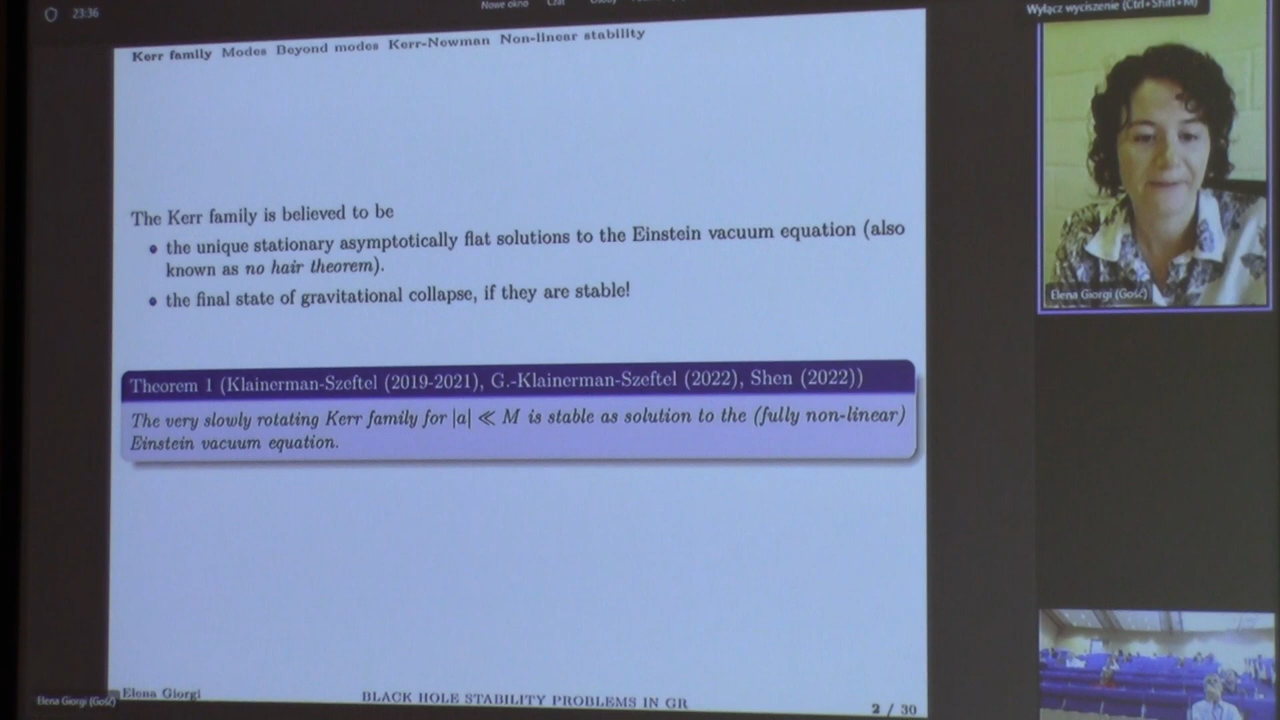 23:36
Nowe okno
Czat
Wyłącz wyciszenie (Ctrl+Shift+M)
Kerr family Modes Beyond modes Kerr-Newman Non-linear stability
The Kerr family is believed to be
• the unique stationary asymptotically flat solutions to the Einstein vacuum equation (also
known as no hair theorem).
• the final state of gravitational collapse, if they are stable!
Theorem 1 (Klainerman-Szeftel (2019-2021), G.-Klainerman-Szeftel (2022), Shen (2022))
The very slowly rotating Kerr family for |a| ≪ M is stable as solution to the (fully non-linear)
Einstein vacuum equation.
Elena Giorgi (Gość)
Elena Giorgi (Gość)
Elena Giorgi
BLACK HOLE STABILITY PROBLEMS IN GR
2 / 30